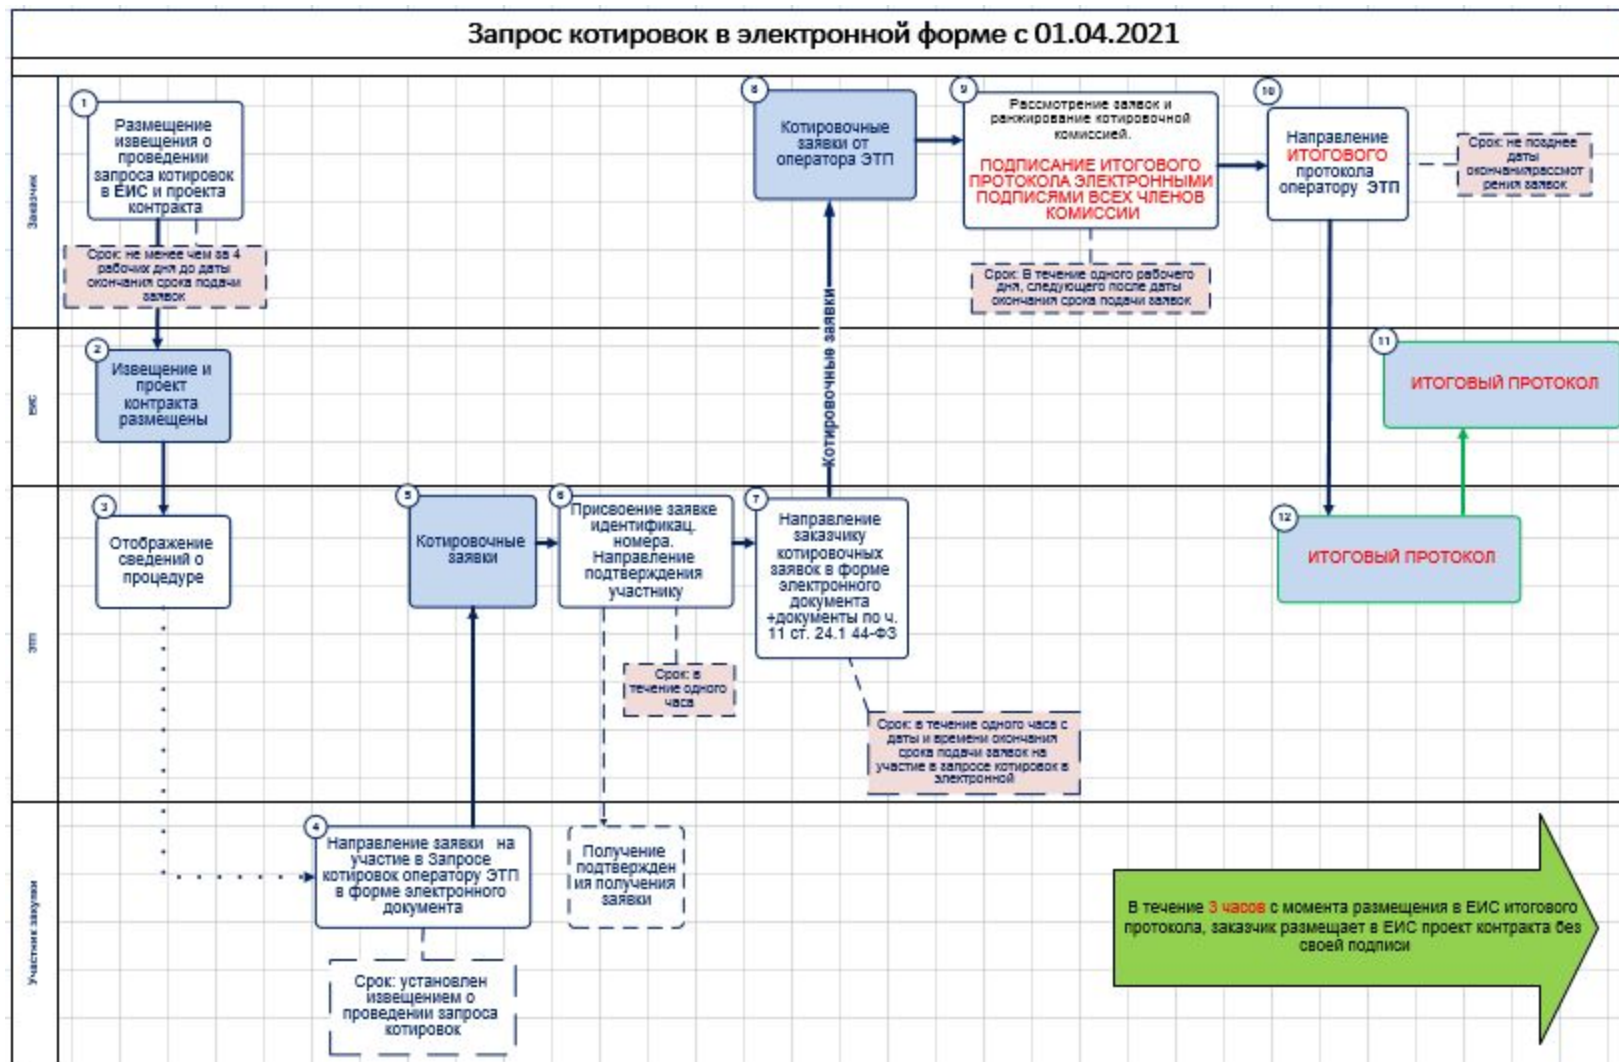 Запрос котировок в электронной форме с 01.04.2021
Заказчик
1
Размещение
извещения о
проведении
запроса котировок
в ЕИС и проекта
контракта
Срок: не менее чем за 4
рабочих дня до даты
окончания срока подачи
заявок
8
Котировочные
заявки от
оператора ЭТП
9
Рассмотрение заявок и
ранжирование котировочной
комиссией.
ПОДПИСАНИЕ ИТОГОВОГО
ПРОТОКОЛА ЭЛЕКТРОННЫМИ
ПОДПИСЯМИ ВСЕХ ЧЛЕНОВ
КОМИССИИ
Срок: В течение одного рабочего
дня, следующего после даты
окончания срока подачи заявок
10
Направление
ИТОГОВОГО
протокола
оператору ЭТП
Срок: не позднее
даты
окончаниярассмот
рения заявок
ЕИС
2
Извещение и
проект
контракта
размещены
Котировочные заявки
11
ИТОГОВЫЙ ПРОТОКОЛ
ЭТП
3
Отображение
сведений о
процедуре
5
Котировочные
заявки
6
Присвоение заявке
идентификац.
номера.
Направление
подтверждения
участнику
Срок: в
течение одного
часа
7
Направление
заказчику
котировочных
заявок в форме
электронного
документа
+документы по ч.
11 ст. 24.1 44-ФЗ
Срок: в течение одного часа с
даты и времени окончания
срока подачи заявок на
участие в запросе котировок в
электронной
12
ИТОГОВЫЙ ПРОТОКОЛ
Участник закупки
4
Направление заявки на
участие в Запросе
котировок оператору ЭТП
в форме электронного
документа
Срок: установлен
извещением о
проведении запроса
котировок
Получение
подтвержден
ия получения
заявки
В течение 3 часов с момента размещения в ЕИС итогового
протокола, заказчик размещает в ЕИС проект контракта без
своей подписи